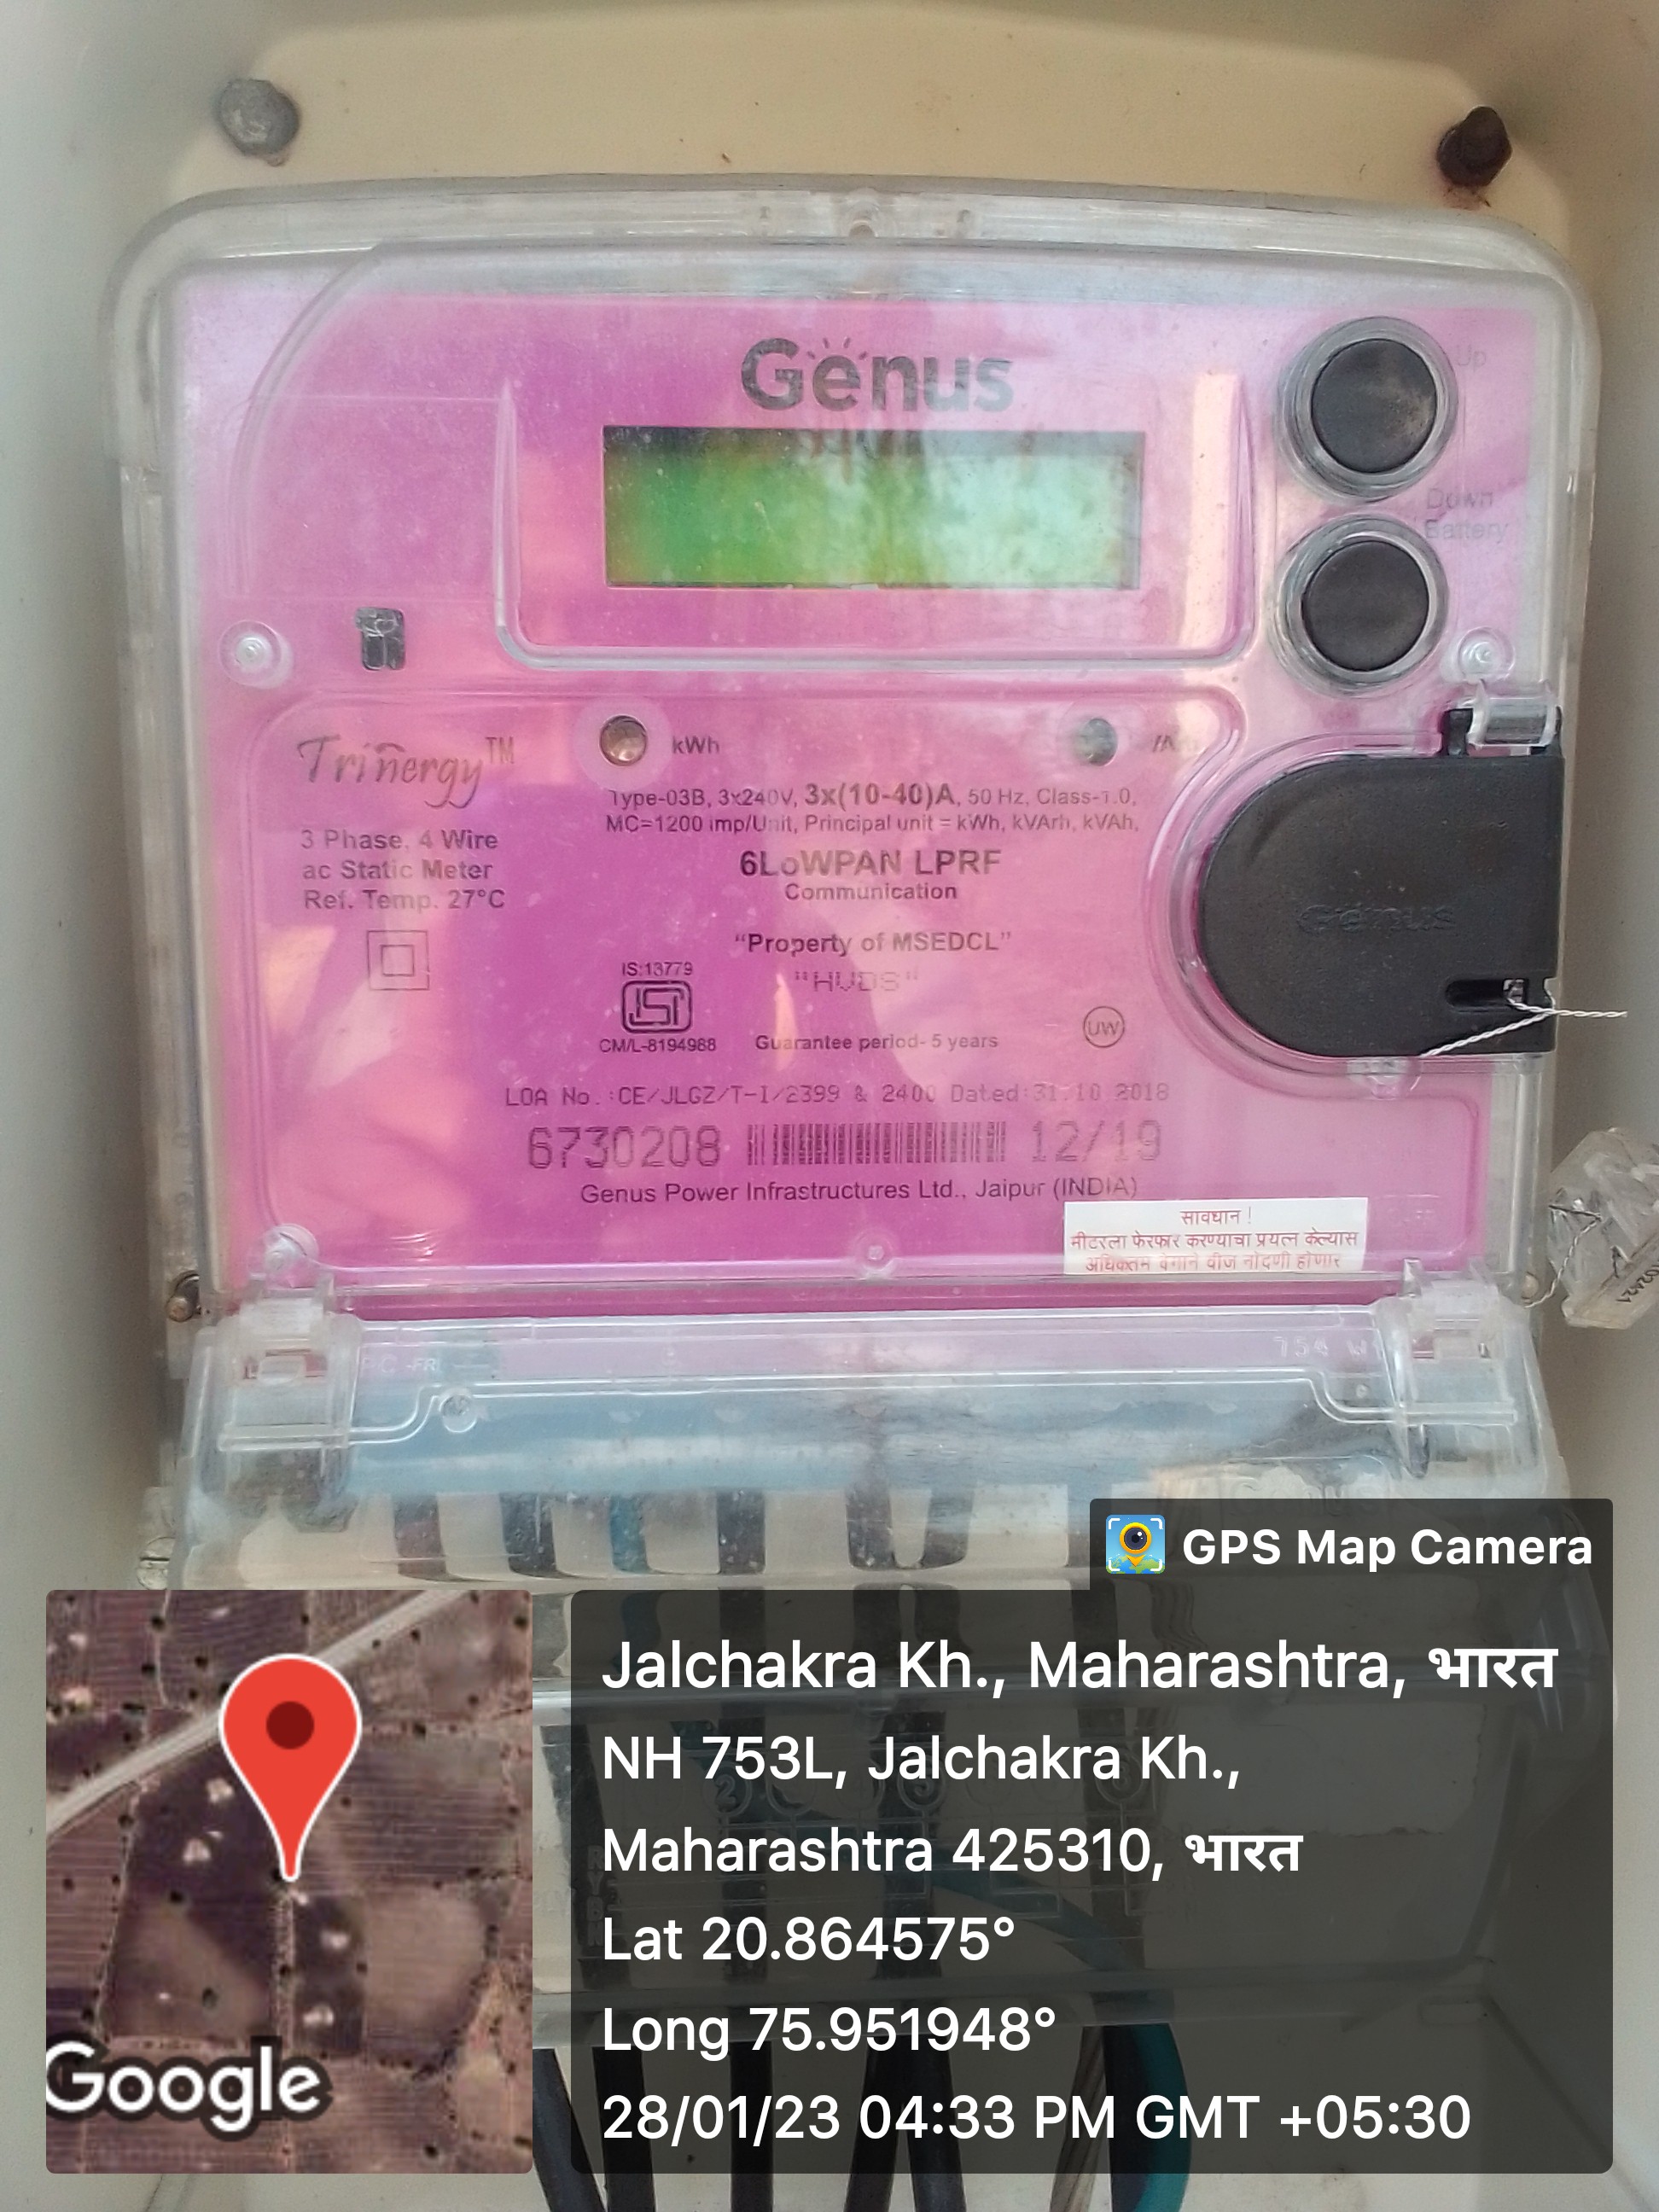 Genus
Up
Down
Battery
Trinergy™
kWh
3 Phase, 4 Wire
ac Static Meter
Ref. Temp. 27°C
Type-03B, 3x240V, 3x(10-40)A, 50 Hz, Class-1.0,
MC=1200 imp/Unit, Principal unit = kWh, kVArh, kVAh,
6LoWPAN LPRF
Communication
"Property of MSEDCL"
"HVDS"
IS:13779
ISI
CM/L-8194988
Guarantee period- 5 years
UW
Genus
LOA No.:CE/JLGZ/T-I/2399 & 2400 Dated:31.10.2018
6730208 12/19
Genus Power Infrastructures Ltd., Jaipur (INDIA)
सावधान !
मीटरला फेरफार करण्याचा प्रयत्न केल्यास
अधिकतम वेगाने वीज नोंदणी होणार
GPS Map Camera
Jalchakra Kh., Maharashtra, भारत
NH 753L, Jalchakra Kh.,
Maharashtra 425310, भारत
Lat 20.864575°
Long 75.951948°
28/01/23 04:33 PM GMT +05:30
Google